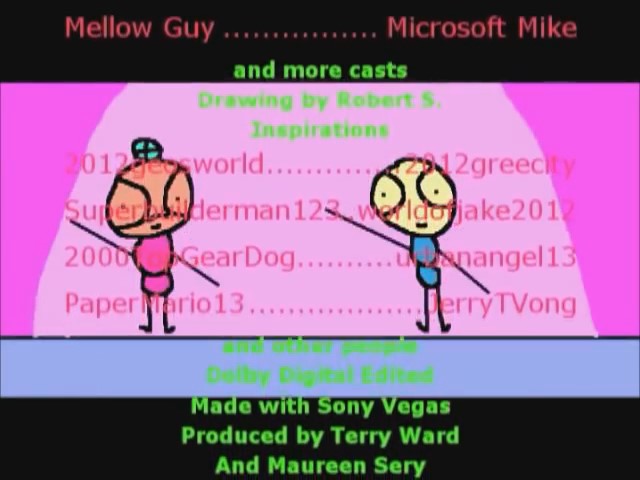 Mellow Guy ................ Microsoft Mike
and more casts
Drawing by Robert S.
Inspirations
2012geosworld..............2012greecity
Superbuilderman123..worldofjake2012
2000TopGearDog..........urbanangel13
PaperMario13...................JerryTVong
and other people
Dolby Digital Edited
Made with Sony Vegas
Produced by Terry Ward
And Maureen Sery